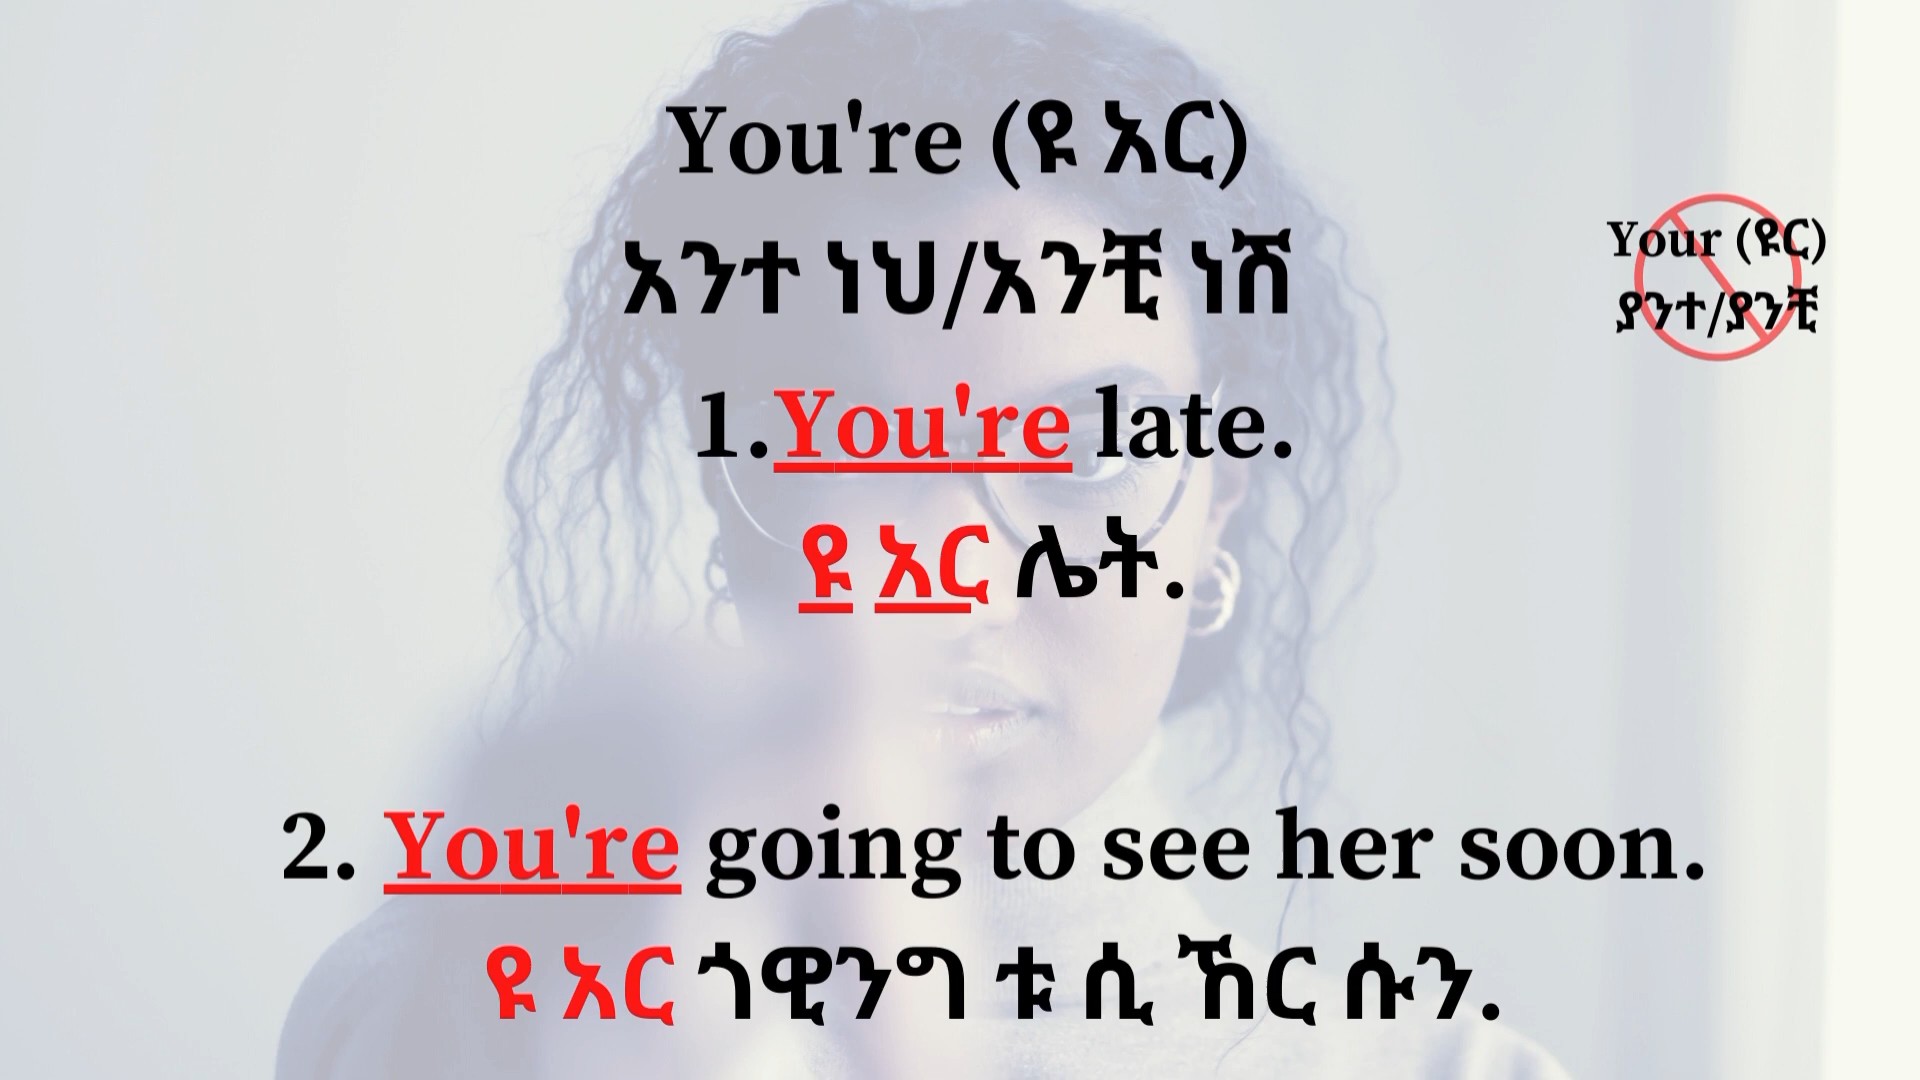 You're (ዩ አር)
አንተ ነህ/አንቺ ነሽ
Your (ዩር)
ያንተ/ያንቺ
1.You're late.
ዩ አር ሌት.
2. You're going to see her soon.
ዩ አር ጎዊንግ ቱ ሲ ኸር ሱን.